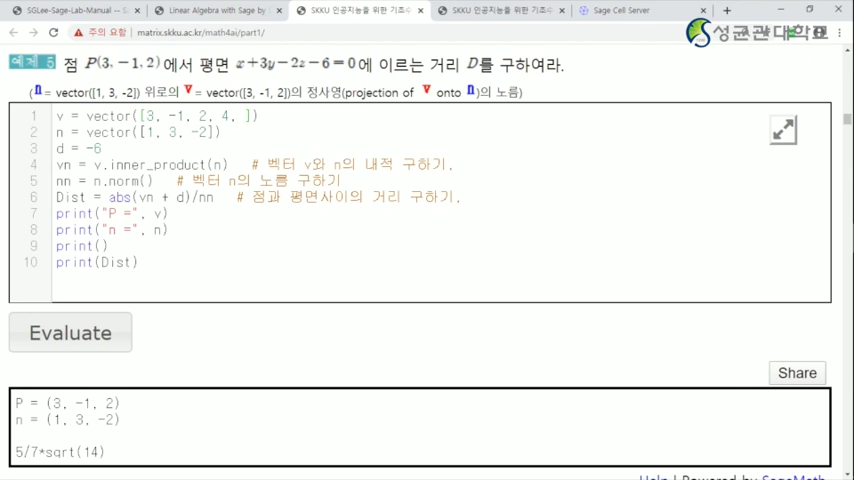 SGLee-Sage-Lab-Manual -- Sa
Linear Algebra with Sage by S
SKKU 인공지능을 위한 기초수
SKKU 인공지능을 위한 기초수
Sage Cell Server
주의 요함
matrix.skku.ac.kr/math4ai/part1/
성균관대학교
예제 5 점 P(3, −1, 2)에서 평면 x+3y−2z−6=0에 이르는 거리 D를 구하여라.
(n = vector([1, 3, -2]) 위로의 v = vector([3, -1, 2])의 정사영(projection of v onto n)의 노름)
1 v = vector([3, -1, 2, 4, ])
2 n = vector([1, 3, -2])
3 d = -6
4 vn = v.inner_product(n) # 벡터 v와 n의 내적 구하기.
5 nn = n.norm() # 벡터 n의 노름 구하기
6 Dist = abs(vn + d)/nn # 점과 평면사이의 거리 구하기.
7 print("P =", v)
8 print("n =", n)
9 print()
10 print(Dist)
Evaluate
Share
P = (3, -1, 2)
n = (1, 3, -2)
5/7*sqrt(14)
Help | Powered by SageMath